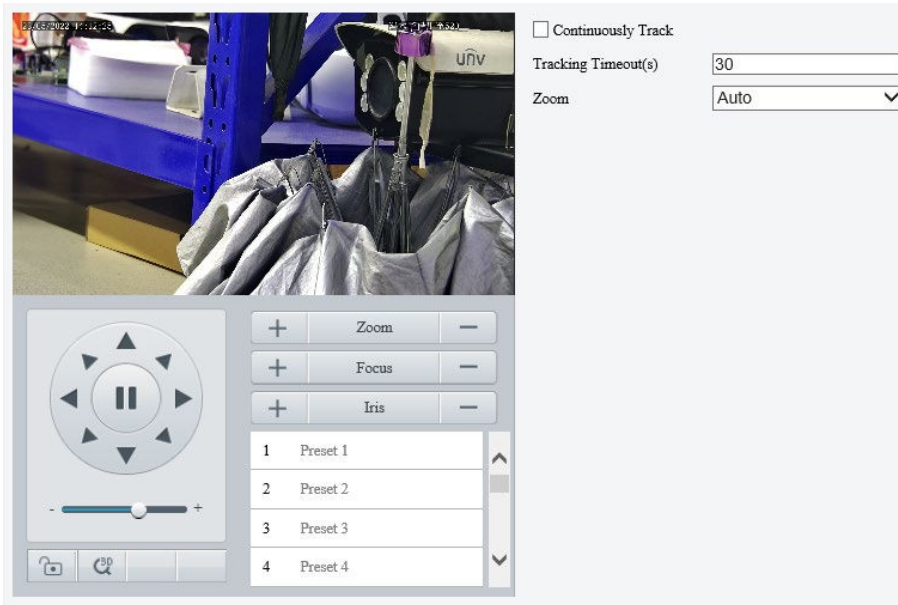 unv
Continuously Track
Tracking Timeout(s) 30
Zoom Auto
+ Zoom −
+ Focus −
+ Iris −
1 Preset 1
2 Preset 2
3 Preset 3
4 Preset 4
- +
3D